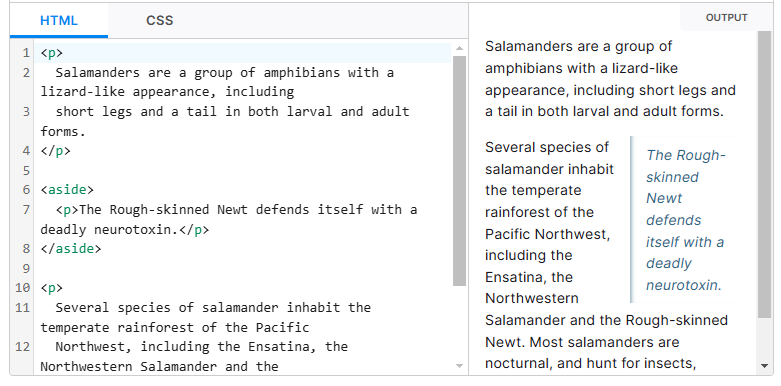 HTML CSS OUTPUT
1 <p>
2 Salamanders are a group of amphibians with a
lizard-like appearance, including
3 short legs and a tail in both larval and adult
forms.
4 </p>
5
6 <aside>
7 <p>The Rough-skinned Newt defends itself with a
deadly neurotoxin.</p>
8 </aside>
9
10 <p>
11 Several species of salamander inhabit the
temperate rainforest of the Pacific
12 Northwest, including the Ensatina, the
Northwestern Salamander and the
Salamanders are a group of
amphibians with a lizard-like
appearance, including short legs and
a tail in both larval and adult forms.
Several species of
salamander inhabit
the temperate
rainforest of the
Pacific Northwest,
including the
Ensatina, the
Northwestern
Salamander and the Rough-skinned
Newt. Most salamanders are
nocturnal, and hunt for insects,
The Rough-
skinned
Newt
defends
itself with a
deadly
neurotoxin.